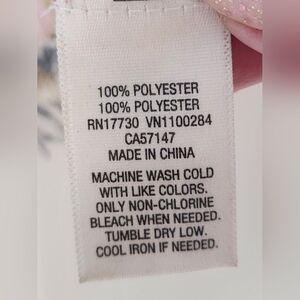 100% POLYESTER
100% POLYESTER
RN17730 VN1100284
CA57147
MADE IN CHINA
MACHINE WASH COLD
WITH LIKE COLORS.
ONLY NON-CHLORINE
BLEACH WHEN NEEDED.
TUMBLE DRY LOW.
COOL IRON IF NEEDED.